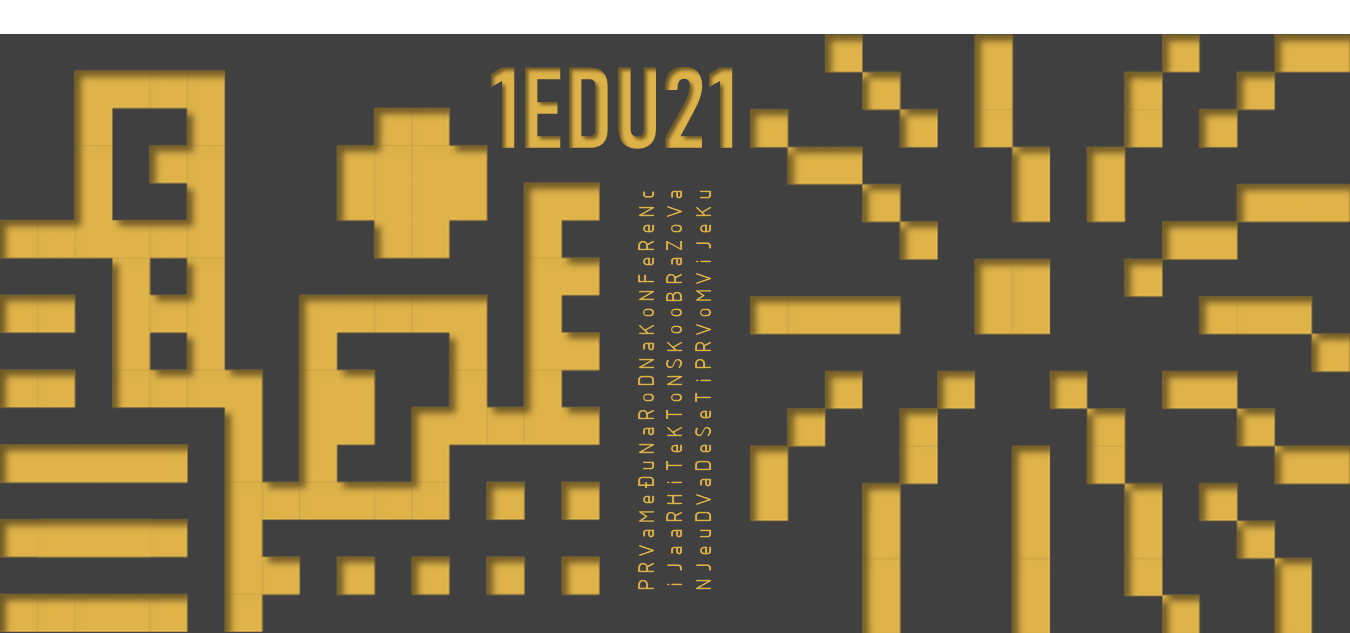 1EDU21
PRVaMeĐuNaRoDNaKoNFeReNc
iJaaRHiTeKToNSKooBRaZoVa
NJeuDVaDeSeTiPRVoMViJeKu